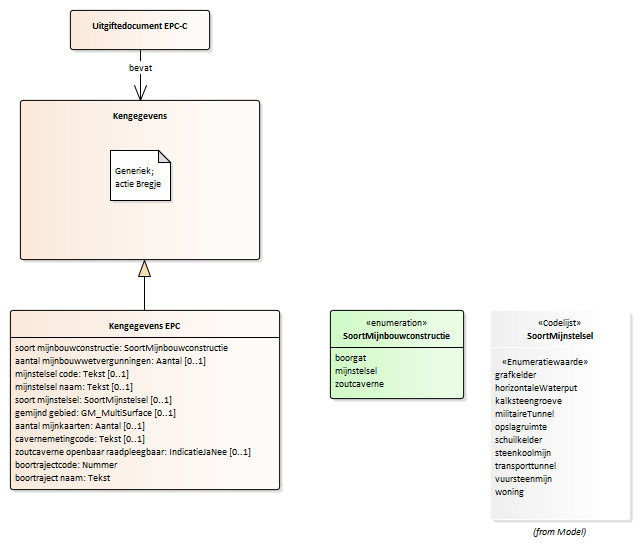 Uitgiftedocument EPC-C
bevat
Kengegevens
Generiek;
actie Bregje
Kengegevens EPC
soort mijnbouwconstructie: SoortMijnbouwconstructie
aantal mijnbouwwetvergunningen: Aantal [0..1]
mijnstelsel code: Tekst [0..1]
mijnstelsel naam: Tekst [0..1]
soort mijnstelsel: SoortMijnstelsel [0..1]
gemijnd gebied: GM_MultiSurface [0..1]
aantal mijnkaarten: Aantal [0..1]
cavernemetingcode: Tekst [0..1]
zoutcaverne openbaar raadpleegbaar: IndicatieJaNee [0..1]
boortrajectcode: Nummer
boortraject naam: Tekst
«enumeration»
SoortMijnbouwconstructie
boorgat
mijnstelsel
zoutcaverne
«Codelijst»
SoortMijnstelsel
«Enumeratiewaarde»
grafkelder
horizontaleWaterput
kalksteengroeve
militaireTunnel
opslagruimte
schuilkelder
steenkoolmijn
transporttunnel
vuursteenmijn
woning
(from Model)